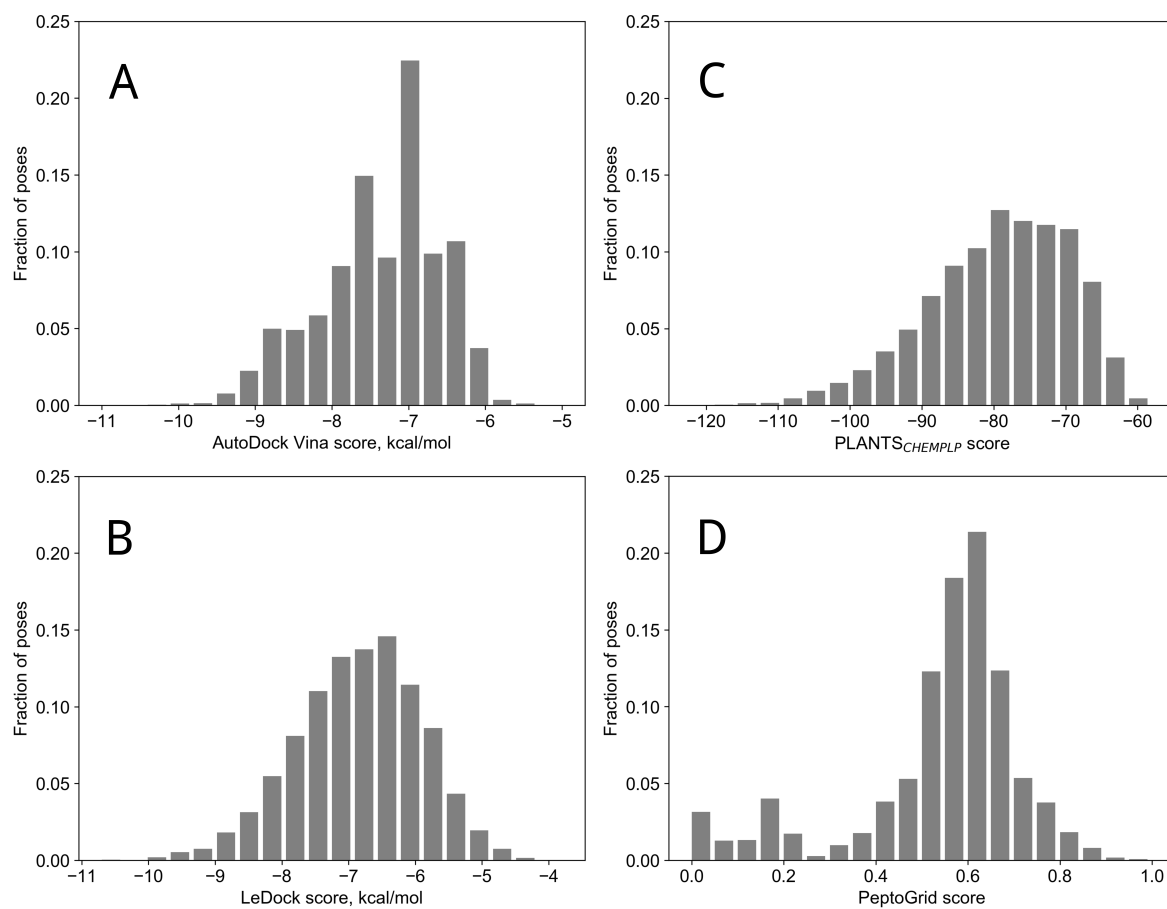 A
0.25
0.20
0.15
0.10
0.05
0.00
Fraction of poses
−11 −10 −9 −8 −7 −6 −5
AutoDock Vina score, kcal/mol
C
0.25
0.20
0.15
0.10
0.05
0.00
Fraction of poses
−120 −110 −100 −90 −80 −70 −60
PLANTSCHEMPLP score
B
0.25
0.20
0.15
0.10
0.05
0.00
Fraction of poses
−11 −10 −9 −8 −7 −6 −5 −4
LeDock score, kcal/mol
D
0.25
0.20
0.15
0.10
0.05
0.00
Fraction of poses
0.0 0.2 0.4 0.6 0.8 1.0
PeptoGrid score